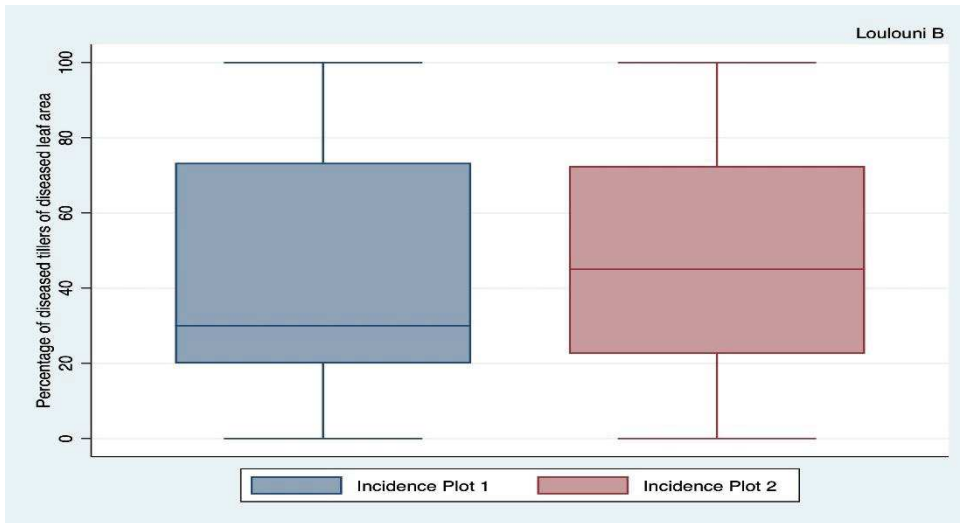 Loulouni B
Percentage of diseased tillers of diseased leaf area
100
80
60
40
20
0
Incidence Plot 1
Incidence Plot 2